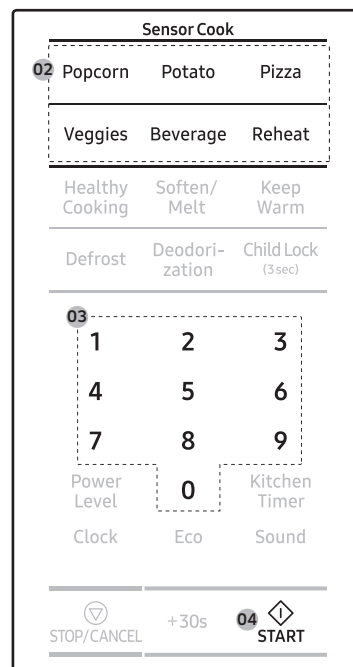 Sensor Cook
02 Popcorn Potato Pizza
Veggies Beverage Reheat
Healthy Cooking Soften/ Melt Keep Warm
Defrost Deodori- zation Child Lock (3 sec)
03
1 2 3
4 5 6
7 8 9
Power Level 0 Kitchen Timer
Clock Eco Sound
STOP/CANCEL +30s 04 START